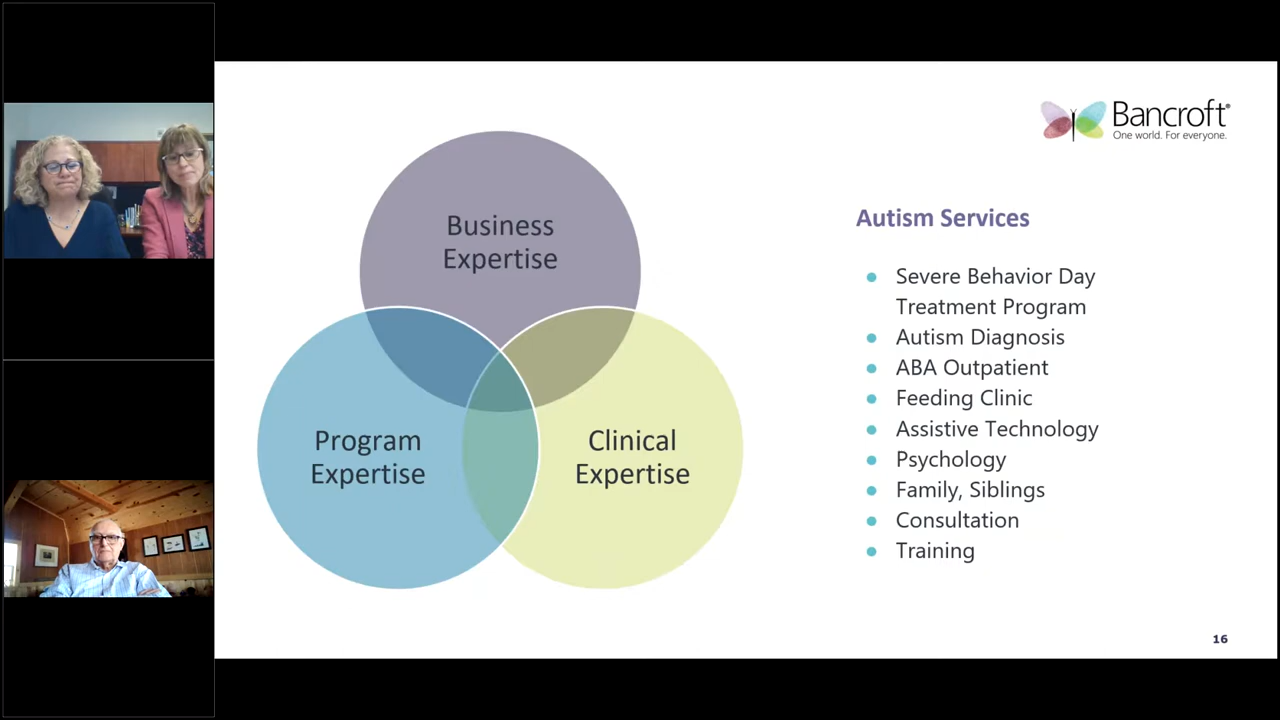 Bancroft®
One world. For everyone.
Business
Expertise
Program
Expertise
Clinical
Expertise
Autism Services
Severe Behavior Day
Treatment Program
Autism Diagnosis
ABA Outpatient
Feeding Clinic
Assistive Technology
Psychology
Family, Siblings
Consultation
Training
16